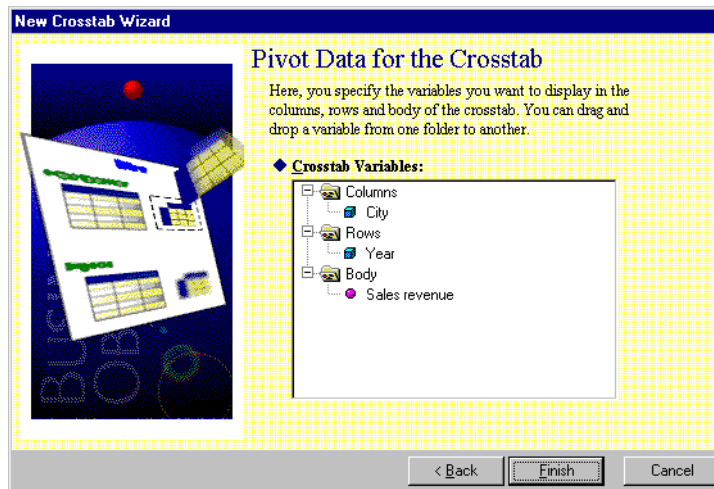 New Crosstab Wizard
Pivot Data for the Crosstab
Here, you specify the variables you want to display in the
columns, rows and body of the crosstab. You can drag and
drop a variable from one folder to another.
Crosstab Variables:
Columns
City
Rows
Year
Body
Sales revenue
< Back
Finish
Cancel